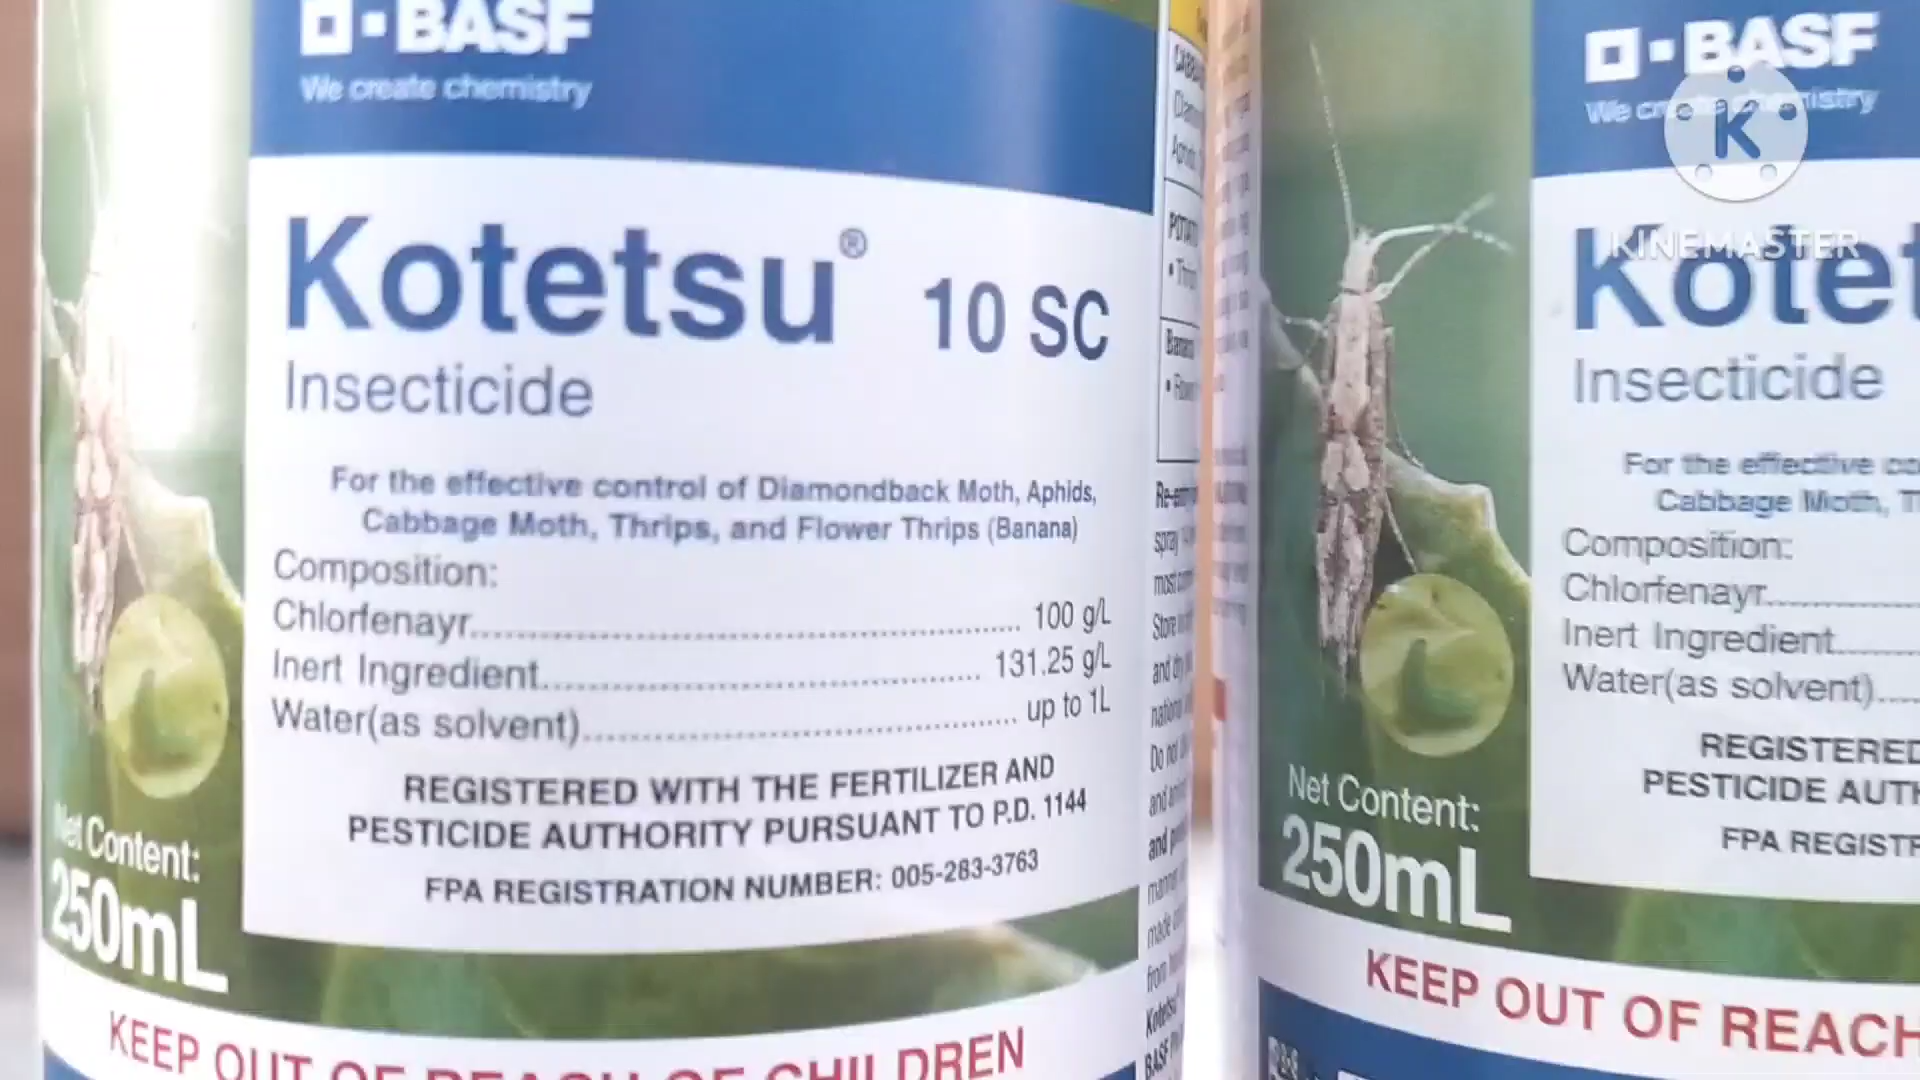 BASF
We create chemistry
Kotetsu® 10 SC
Insecticide
For the effective control of Diamondback Moth, Aphids,
Cabbage Moth, Thrips, and Flower Thrips (Banana)
Composition:
Chlorfenayr........ 100 g/L
Inert Ingredient........ 131.25 g/L
Water(as solvent)........ up to 1L
REGISTERED WITH THE FERTILIZER AND
PESTICIDE AUTHORITY PURSUANT TO P.D. 1144
FPA REGISTRATION NUMBER: 005-283-3763
Net Content:
250mL
KEEP OUT OF REACH OF CHILDREN
BASF
We create chemistry
K
KINEMASTER
Kotet
Insecticide
For the effective
Cabbage Moth,
Composition:
Chlorfenayr........
Inert Ingredient........
Water(as solvent)....
REGISTERED
PESTICIDE AUTH
FPA REGISTR
Net Content:
250mL
KEEP OUT OF REACH